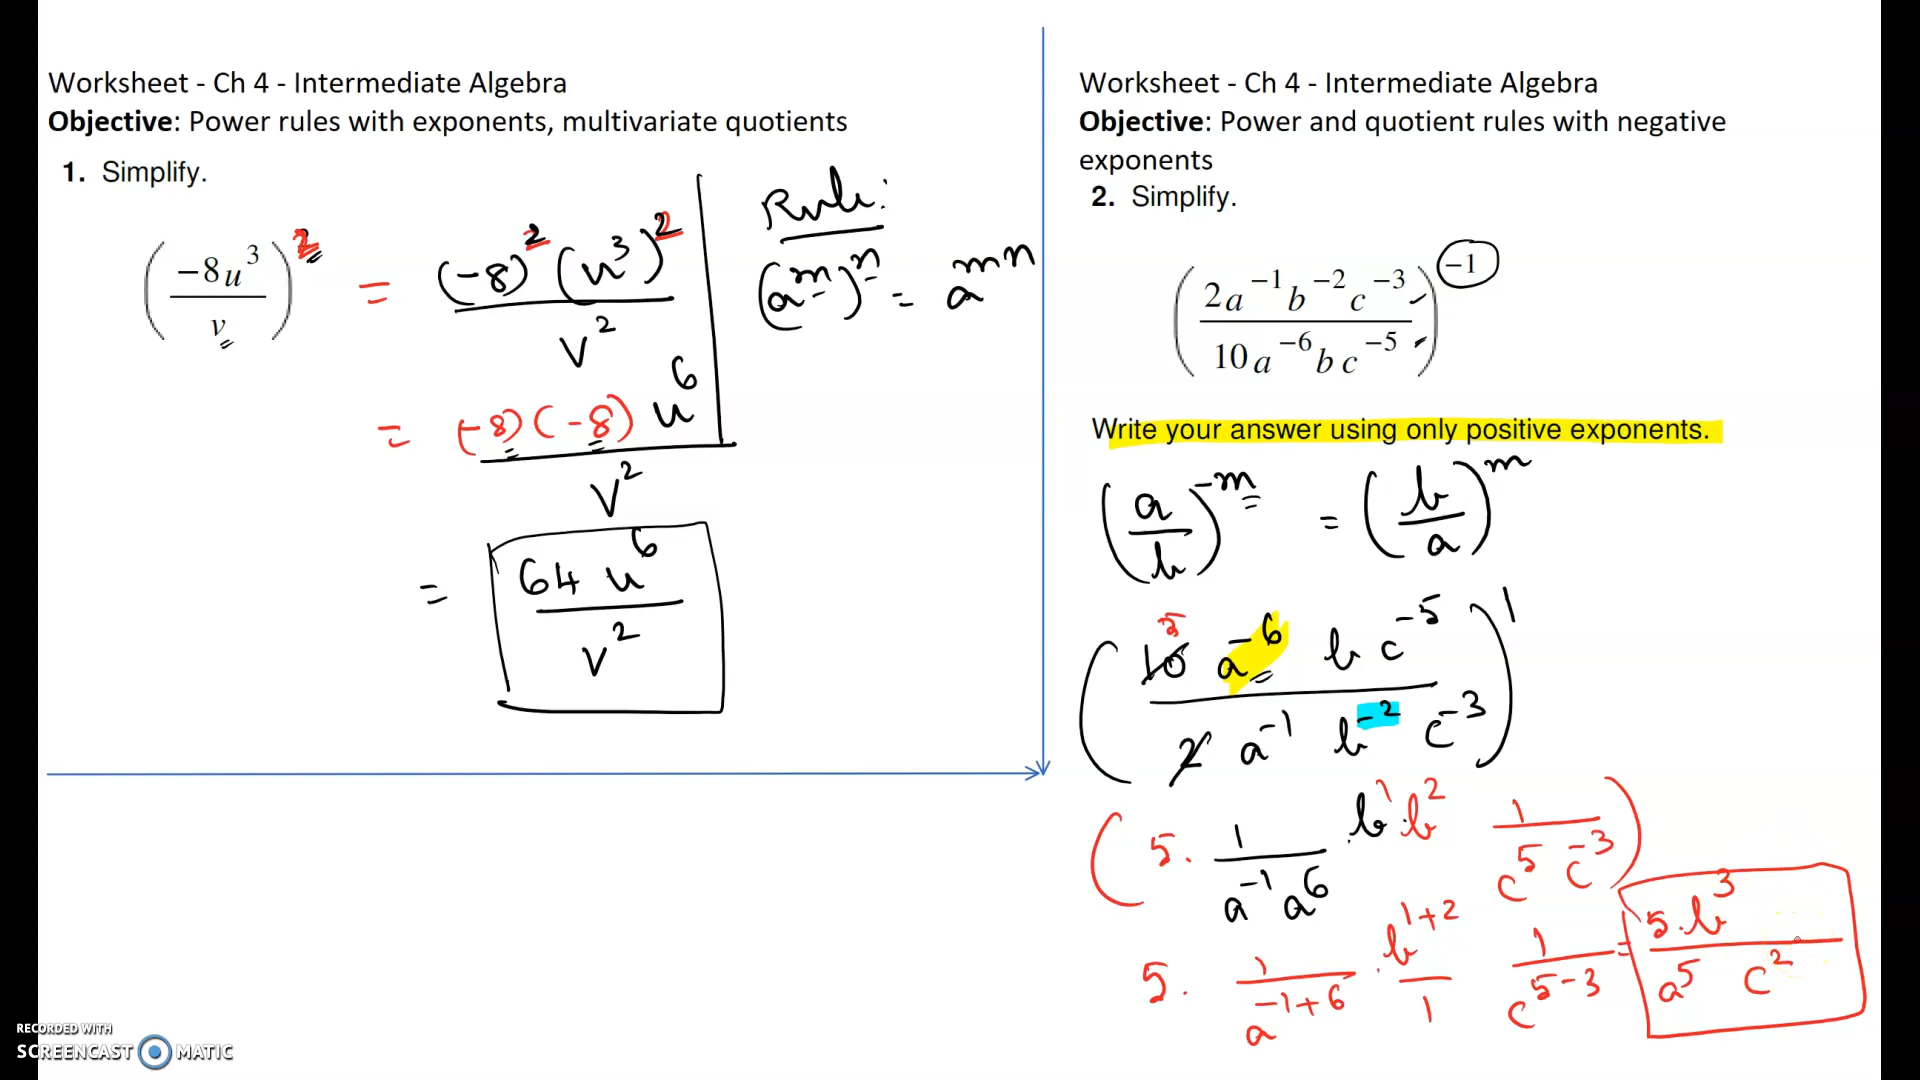 Worksheet - Ch 4 - Intermediate Algebra
Objective: Power rules with exponents, multivariate quotients
1. Simplify.
(-8u^3 / v)^2 = (-8)^2 (u^3)^2 / v^2
= (-8)(-8) u^6 / v^2
= 64 u^6 / v^2
Rule:
(a^m)^n = a^mn
Worksheet - Ch 4 - Intermediate Algebra
Objective: Power and quotient rules with negative
exponents
2. Simplify.
(2a^-1 b^-2 c^-3 / 10a^-6 b c^-5)^-1
Write your answer using only positive exponents.
(a / b)^-m = (b / a)^m
5
(10 a^-6 b c^-5 / 2 a^-1 b^-2 c^-3)^1
(5 . 1 / a^-1 a^6 . b^1 . b^2 1 / c^5 c^-3)
5 . 1 / a^-1+6 . b^1+2 / 1 1 / c^5-3 = 5 . b^3 / a^5 c^2
RECORDED WITH
SCREENCAST MATIC